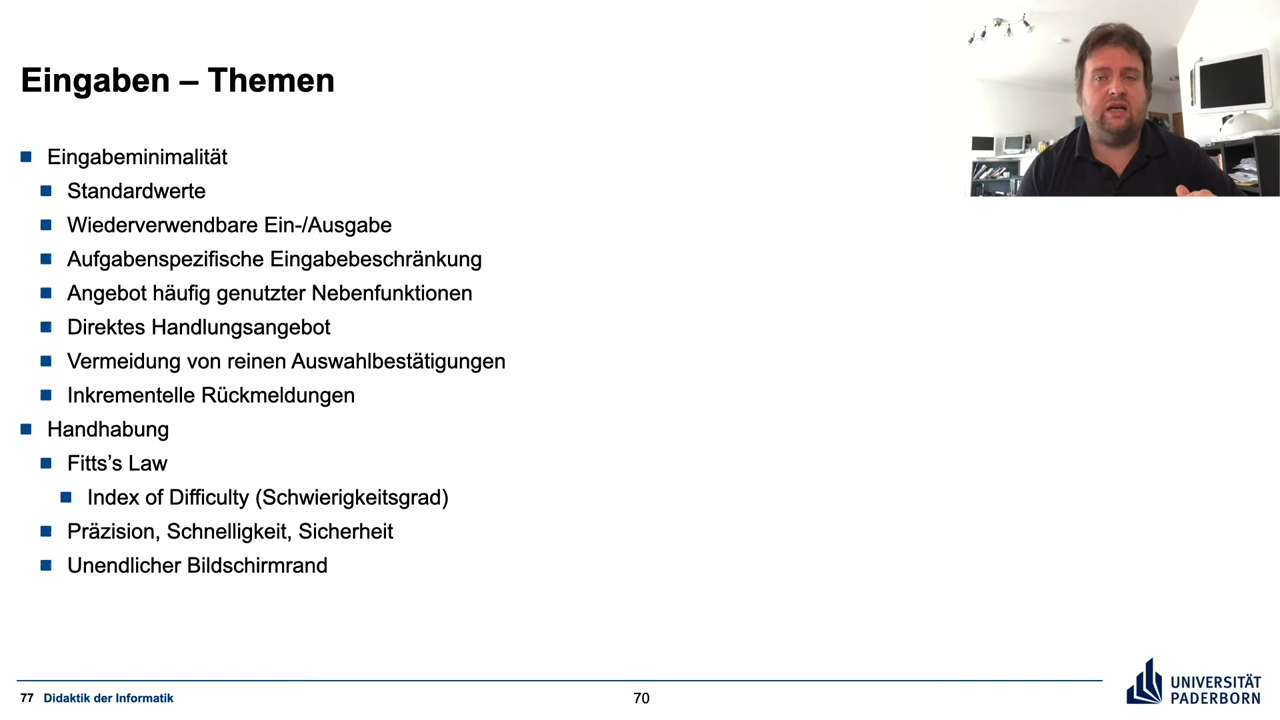 Eingaben – Themen
Eingabeminimalität
Standardwerte
Wiederverwendbare Ein-/Ausgabe
Aufgabenspezifische Eingabebeschränkung
Angebot häufig genutzter Nebenfunktionen
Direktes Handlungsangebot
Vermeidung von reinen Auswahlbestätigungen
Inkrementelle Rückmeldungen
Handhabung
Fitts’s Law
Index of Difficulty (Schwierigkeitsgrad)
Präzision, Schnelligkeit, Sicherheit
Unendlicher Bildschirmrand
77 Didaktik der Informatik
70
UNIVERSITÄT
PADERBORN